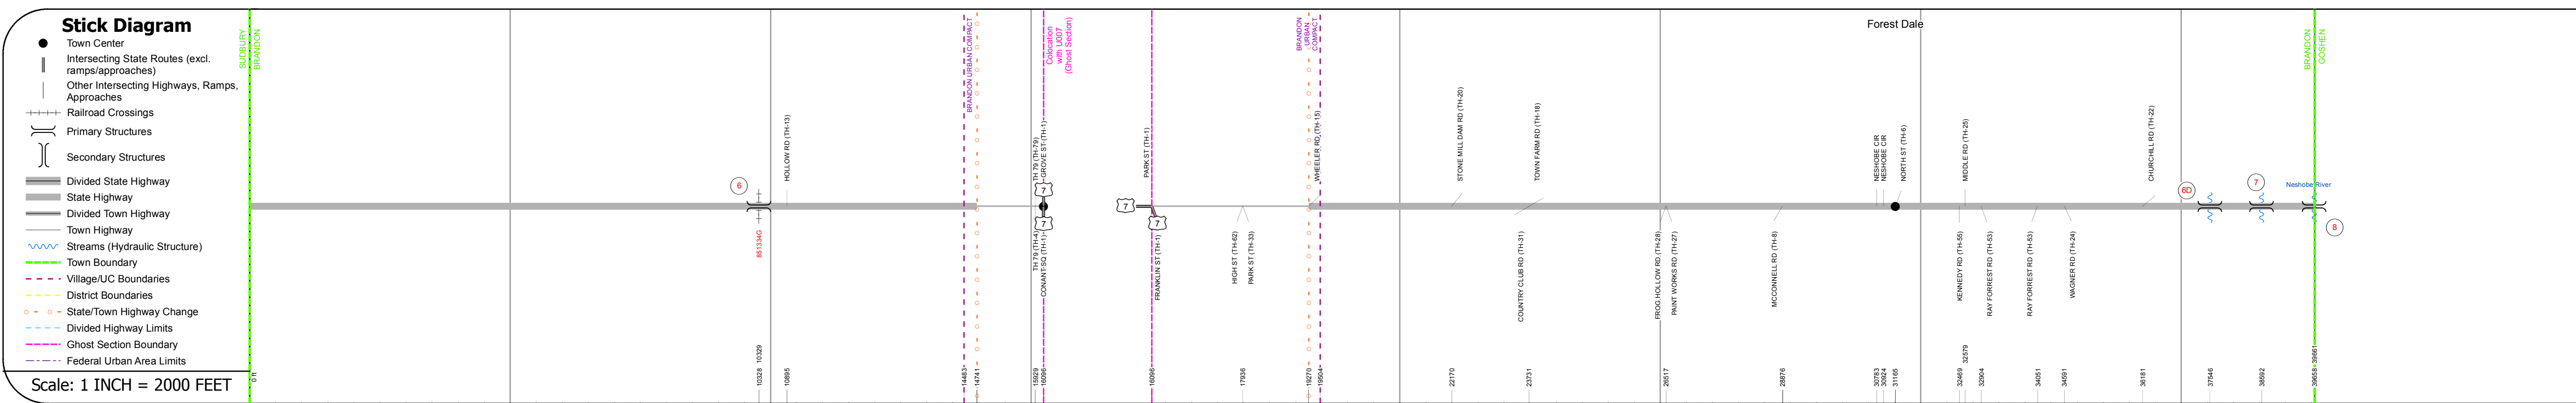 Stick Diagram
Town Center
Intersecting State Routes (excl.
ramps/approaches)
Other Intersecting Highways, Ramps,
Approaches
Railroad Crossings
Primary Structures
Secondary Structures
Divided State Highway
State Highway
Divided Town Highway
Town Highway
Streams (Hydraulic Structure)
Town Boundary
Village/UC Boundaries
District Boundaries
State/Town Highway Change
Divided Highway Limits
Ghost Section Boundary
Federal Urban Area Limits
Scale: 1 INCH = 2000 FEET
SUDBURY
BRANDON
0 ft
6
851334G
10328
10329
HOLLOW RD (TH-13)
10895
BRANDON URBAN COMPACT
14483
14741
TH 79 (TH-79)
TH 79 (TH-4)
15929
GROVE ST (TH-1)
Colocation
with U007
(Ghost Section)
7
7
CONANT SQ (TH-1)
16096
PARK ST (TH-1)
7
7
FRANKLIN ST (TH-1)
16096
HIGH ST (TH-62)
PARK ST (TH-33)
17936
BRANDON
URBAN
COMPACT
WHEELER RD (TH-15)
19270
19504
STONE MILL DAM RD (TH-20)
22170
COUNTRY CLUB RD (TH-31)
TOWN FARM RD (TH-18)
23731
FROG HOLLOW RD (TH-28)
PAINT WORKS RD (TH-27)
26517
MCCONNELL RD (TH-8)
28876
Forest Dale
NESHOBE CIR
NESHOBE CIR
NORTH ST (TH-6)
30783
30924
31165
KENNEDY RD (TH-55)
MIDDLE RD (TH-25)
RAY FORREST RD (TH-53)
32469
32579
32904
RAY FORREST RD (TH-53)
34051
WAGNER RD (TH-24)
34591
CHURCHILL RD (TH-22)
36181
6D
37546
7
38592
Neshobe River
8
BRANDON
GOSHEN
39658
39661